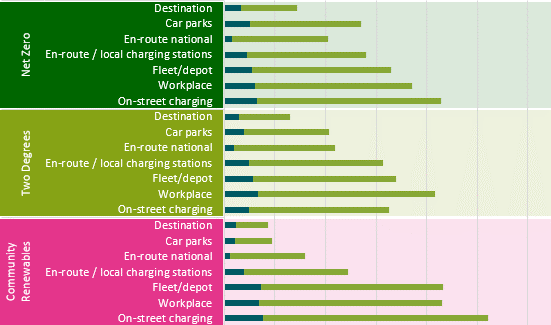 Net Zero
Destination
Car parks
En-route national
En-route / local charging stations
Fleet/depot
Workplace
On-street charging
Two Degrees
Destination
Car parks
En-route national
En-route / local charging stations
Fleet/depot
Workplace
On-street charging
Community
Renewables
Destination
Car parks
En-route national
En-route / local charging stations
Fleet/depot
Workplace
On-street charging